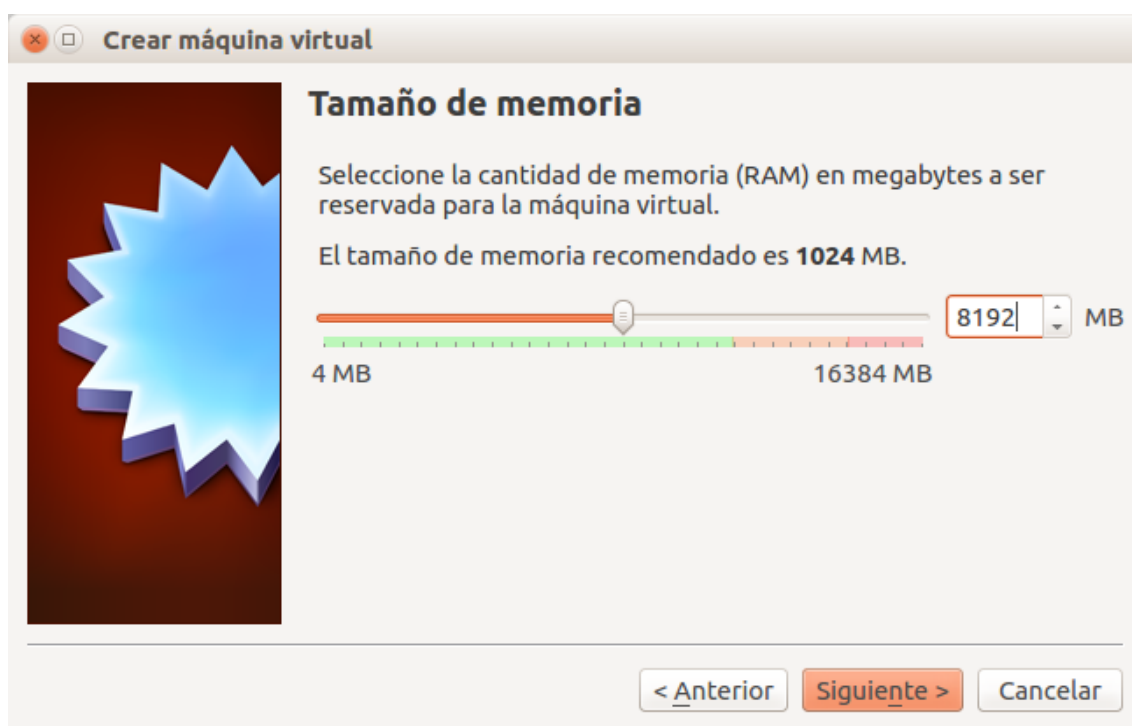 Crear máquina virtual
Tamaño de memoria
Seleccione la cantidad de memoria (RAM) en megabytes a ser
reservada para la máquina virtual.
El tamaño de memoria recomendado es 1024 MB.
8192 MB
4 MB 16384 MB
< Anterior Siguiente > Cancelar